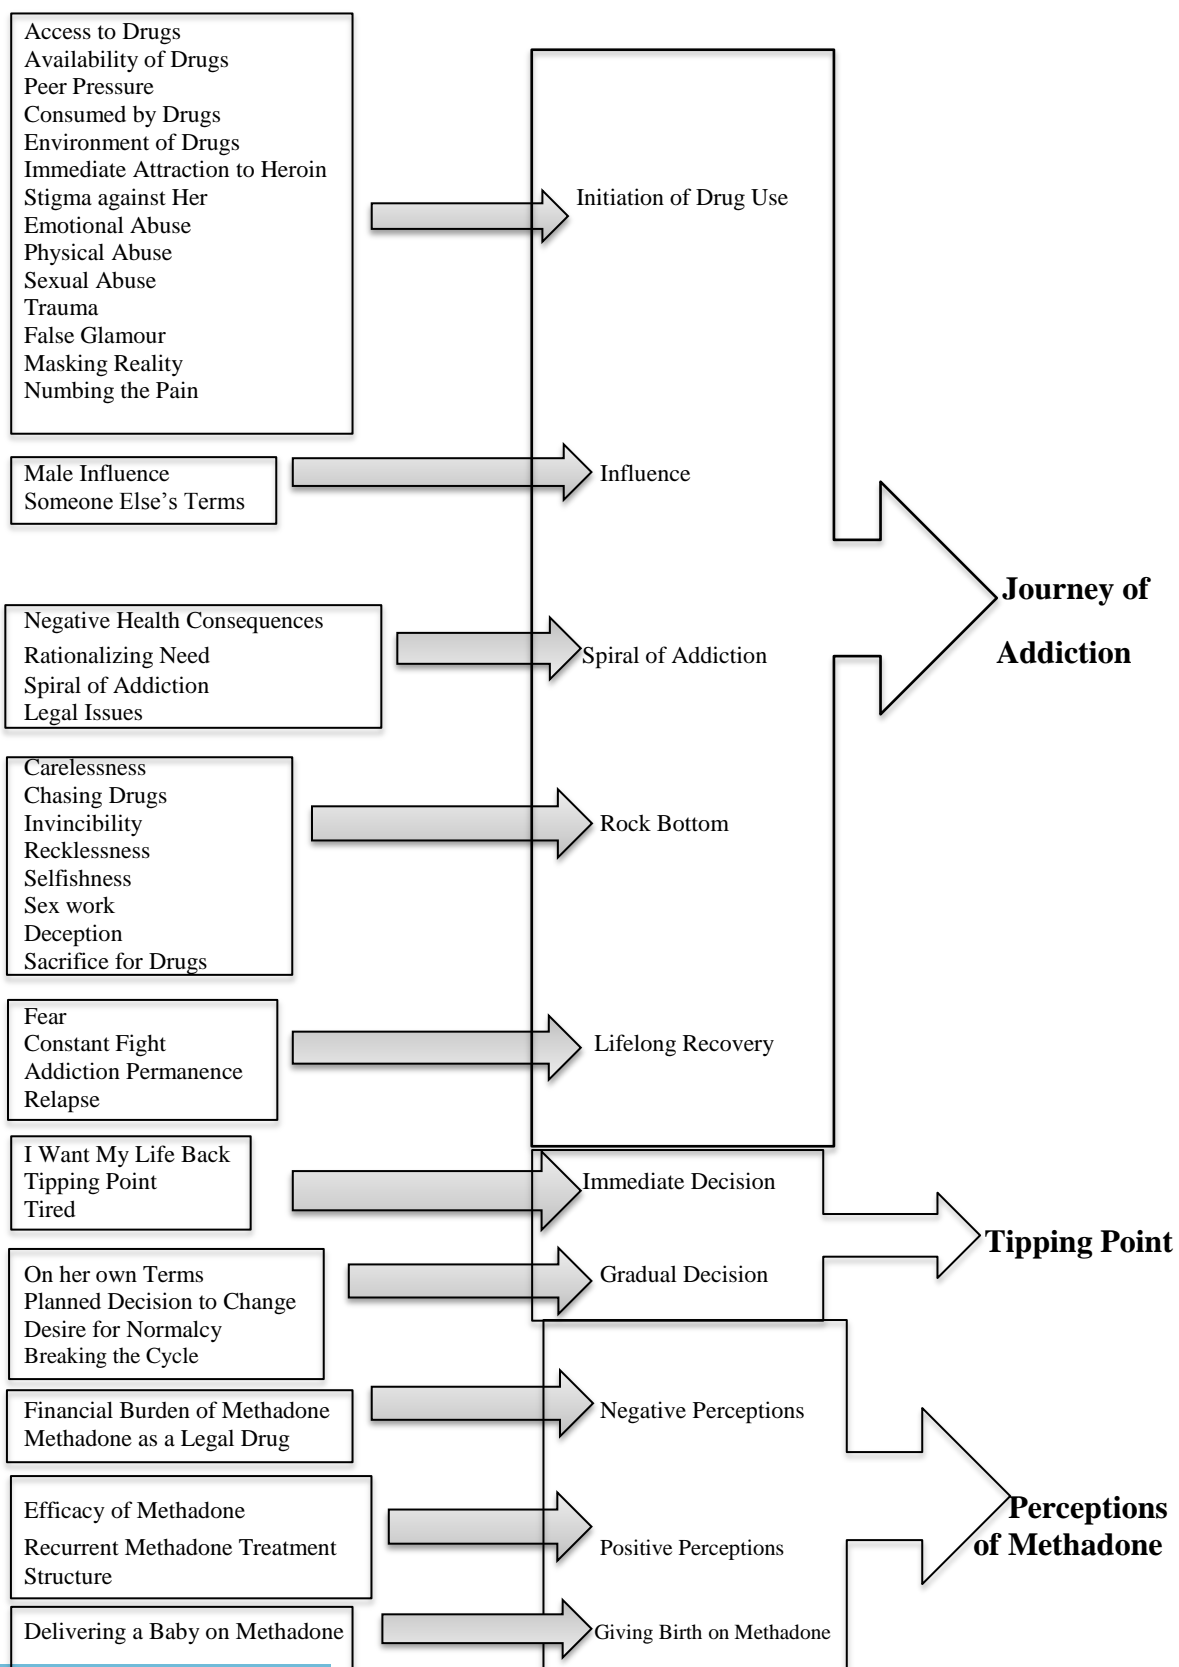 Access to Drugs
Availability of Drugs
Peer Pressure
Consumed by Drugs
Environment of Drugs
Immediate Attraction to Heroin
Stigma against Her
Emotional Abuse
Physical Abuse
Sexual Abuse
Trauma
False Glamour
Masking Reality
Numbing the Pain
Initiation of Drug Use
Male Influence
Someone Else’s Terms
Influence
Negative Health Consequences
Rationalizing Need
Spiral of Addiction
Legal Issues
Spiral of Addiction
Carelessness
Chasing Drugs
Invincibility
Recklessness
Selfishness
Sex work
Deception
Sacrifice for Drugs
Rock Bottom
Fear
Constant Fight
Addiction Permanence
Relapse
Lifelong Recovery
Journey of
Addiction
I Want My Life Back
Tipping Point
Tired
Immediate Decision
On her own Terms
Planned Decision to Change
Desire for Normalcy
Breaking the Cycle
Gradual Decision
Tipping Point
Financial Burden of Methadone
Methadone as a Legal Drug
Negative Perceptions
Efficacy of Methadone
Recurrent Methadone Treatment
Structure
Positive Perceptions
Delivering a Baby on Methadone
Giving Birth on Methadone
Perceptions
of Methadone